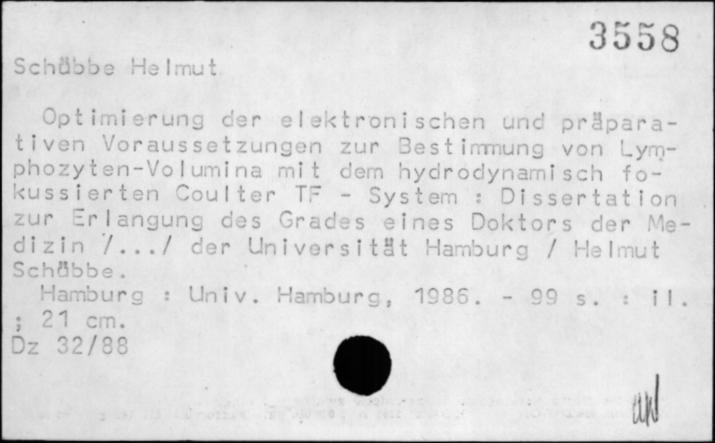 3558
Schübbe Helmut
Optimierung der elektronischen und präpara-
tiven Voraussetzungen zur Bestimmung von Lym-
phozyten-Volumina mit dem hydrodynamisch fo-
kussierten Coulter TF - System : Dissertation
zur Erlangung des Grades eines Doktors der Me-
dizin /.../ der Universität Hamburg / Helmut
Schübbe.
Hamburg : Univ. Hamburg, 1986. - 99 s. : il.
; 21 cm.
Dz 32/88